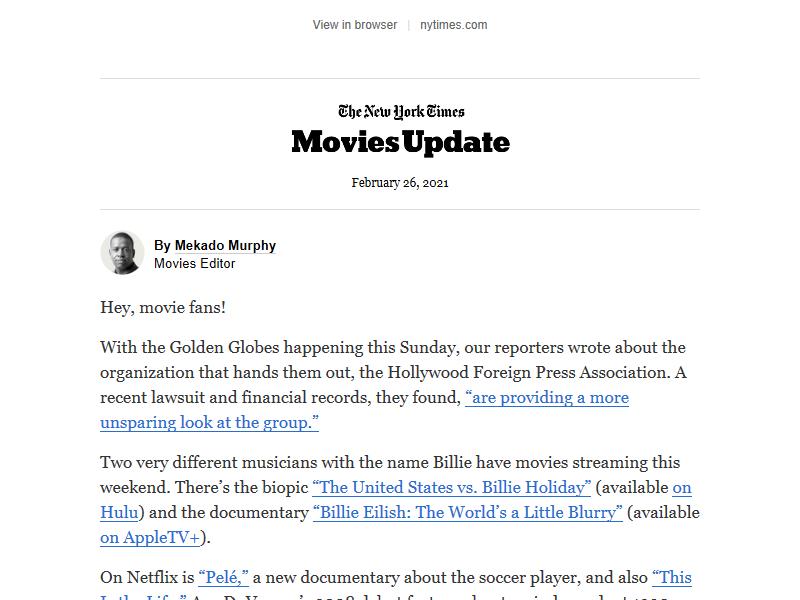 View in browser | nytimes.com
The New York Times
Movies Update
February 26, 2021
By Mekado Murphy
Movies Editor
Hey, movie fans!
With the Golden Globes happening this Sunday, our reporters wrote about the
organization that hands them out, the Hollywood Foreign Press Association. A
recent lawsuit and financial records, they found, “are providing a more
unsparing look at the group.”
Two very different musicians with the name Billie have movies streaming this
weekend. There’s the biopic “The United States vs. Billie Holiday” (available on
Hulu) and the documentary “Billie Eilish: The World’s a Little Blurry” (available
on AppleTV+).
On Netflix is “Pelé,” a new documentary about the soccer player, and also “This